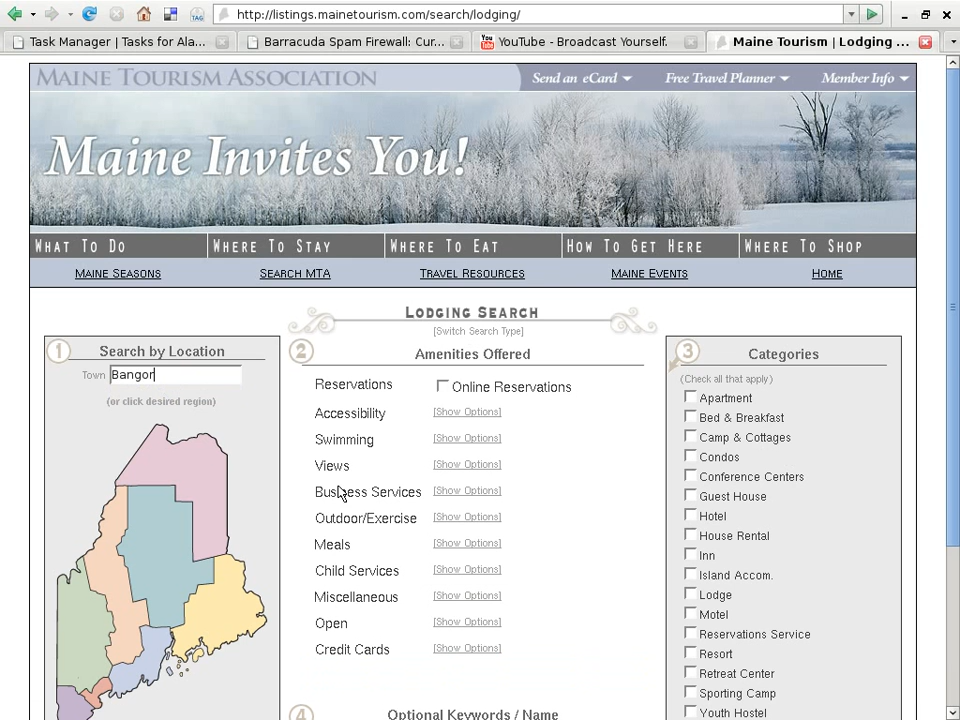 http://listings.mainetourism.com/search/lodging/
TAG
Task Manager | Tasks for Ala...
Barracuda Spam Firewall: Cur...
You Tube
YouTube - Broadcast Yourself.
Maine Tourism | Lodging ...
MAINE TOURISM ASSOCIATION
Send an eCard
Free Travel Planner
Member Info
Maine Invites You!
WHAT TO DO
WHERE TO STAY
WHERE TO EAT
HOW TO GET HERE
WHERE TO SHOP
MAINE SEASONS
SEARCH MTA
TRAVEL RESOURCES
MAINE EVENTS
HOME
LODGING SEARCH
[Switch Search Type]
1
Search by Location
Town Bangor
(or click desired region)
2
Amenities Offered
Reservations Online Reservations
Accessibility [Show Options]
Swimming [Show Options]
Views [Show Options]
Business Services [Show Options]
Outdoor/Exercise [Show Options]
Meals [Show Options]
Child Services [Show Options]
Miscellaneous [Show Options]
Open [Show Options]
Credit Cards [Show Options]
4
Optional Keywords / Name
3
Categories
(Check all that apply)
Apartment
Bed & Breakfast
Camp & Cottages
Condos
Conference Centers
Guest House
Hotel
House Rental
Inn
Island Accom.
Lodge
Motel
Reservations Service
Resort
Retreat Center
Sporting Camp
Youth Hostel